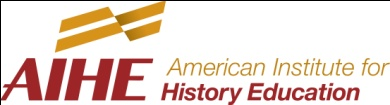 AIHE
American Institute for
History Education